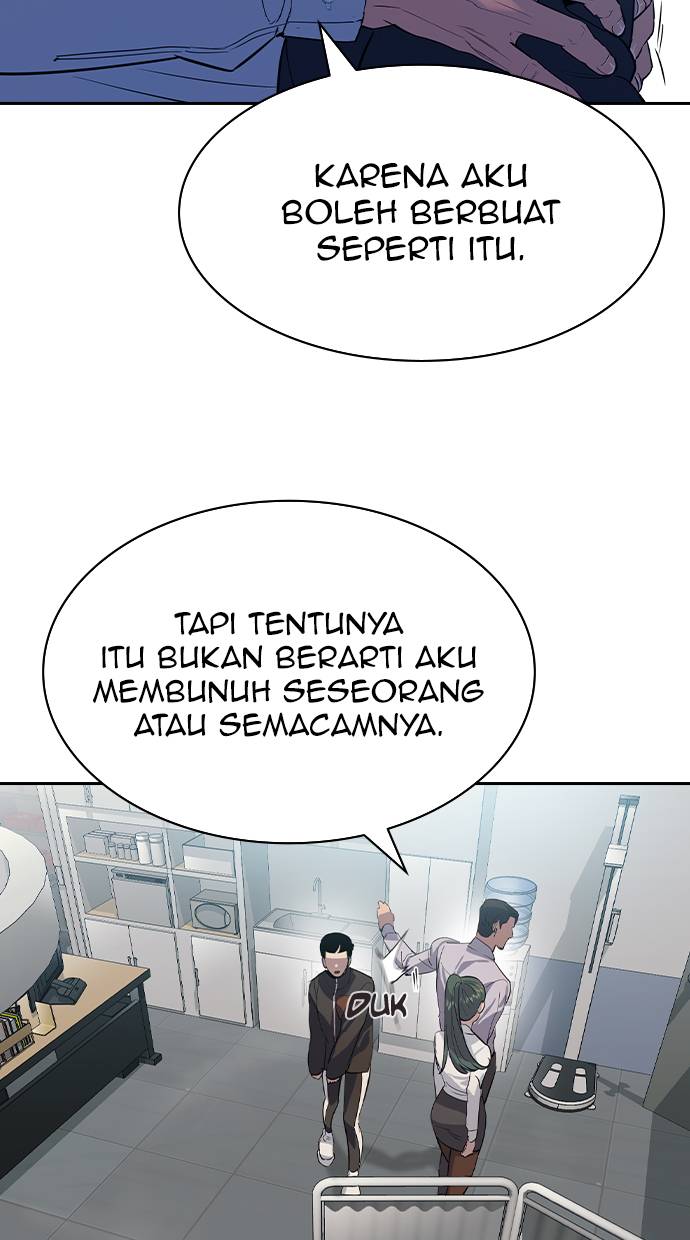 KARENA AKU
BOLEH BERBUAT
SEPERTI ITU.
TAPI TENTUNYA
ITU BUKAN BERARTI AKU
MEMBUNUH SESEORANG
ATAU SEMACAMNYA.
DUK